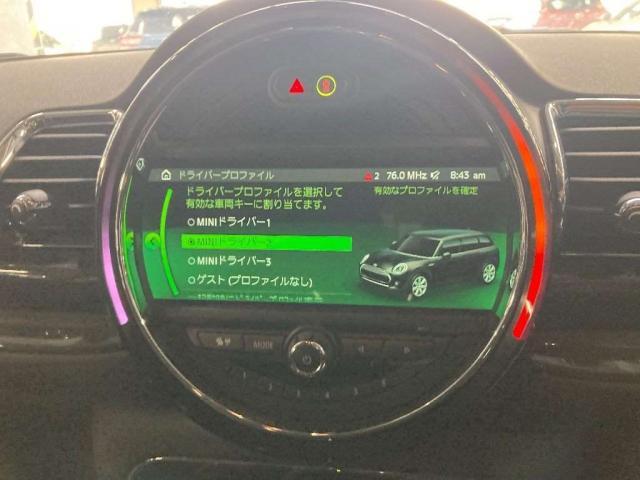 ドライバープロファイル 2 76.0 MHz 8:43 am
ドライバープロファイルを選択して 有効なプロファイルを確定
有効な車両キーに割り当てます。
MINIドライバー1
MINIドライバー2
MINIドライバー3
ゲスト (プロファイルなし)
MODE